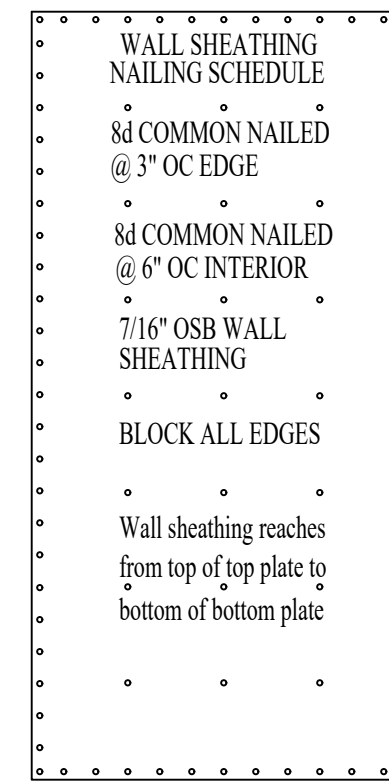 WALL SHEATHING
NAILING SCHEDULE
8d COMMON NAILED
@ 3" OC EDGE
8d COMMON NAILED
@ 6" OC INTERIOR
7/16" OSB WALL
SHEATHING
BLOCK ALL EDGES
Wall sheathing reaches
from top of top plate to
bottom of bottom plate